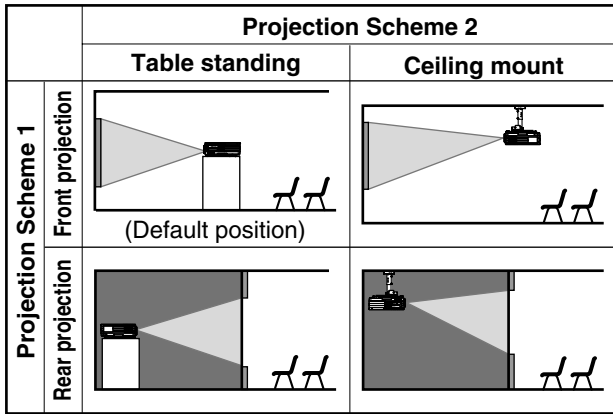 Projection Scheme 2
Table standing
Ceiling mount
Projection Scheme 1
Front projection
(Default position)
Rear projection